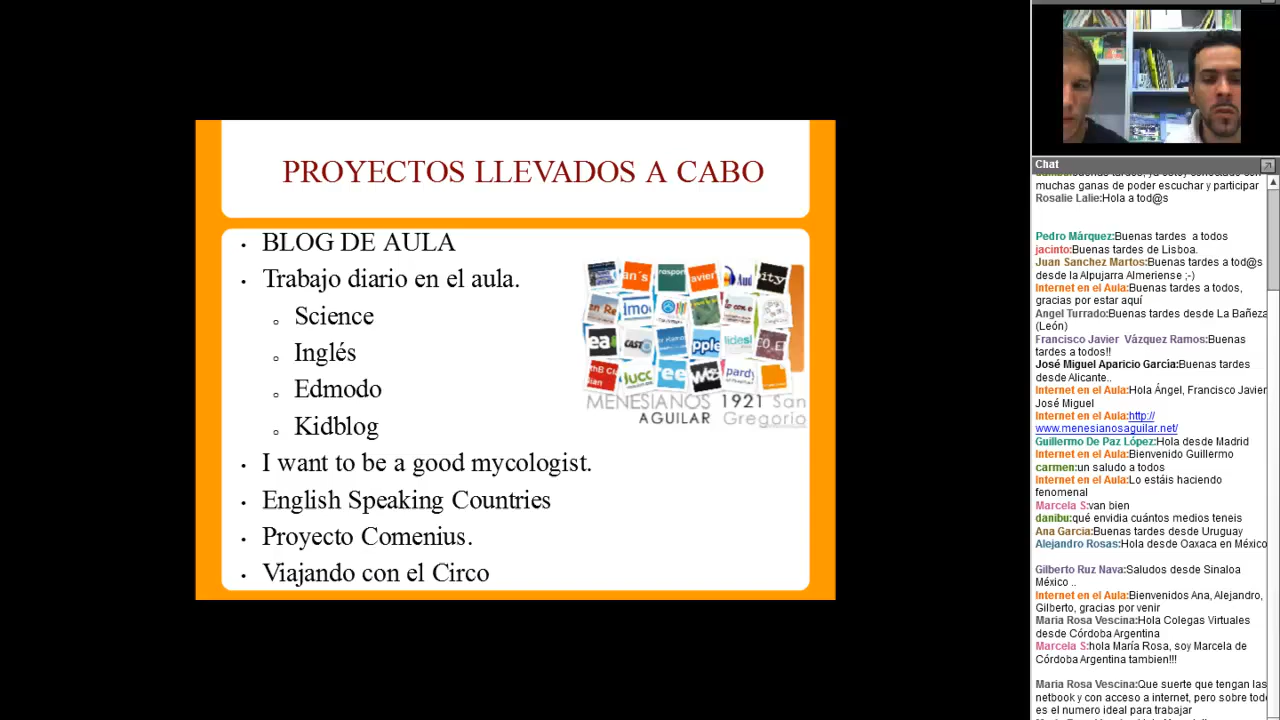 PROYECTOS LLEVADOS A CABO
• BLOG DE AULA
• Trabajo diario en el aula.
o Science
o Inglés
o Edmodo
o Kidblog
• I want to be a good mycologist.
• English Speaking Countries
• Proyecto Comenius.
• Viajando con el Circo
MENESIANOS 1921 San
AGUILAR Gregorio
Chat
muchas ganas de poder escuchar y participar
Rosalie Lalie:Hola a tod@s
Pedro Márquez:Buenas tardes a todos
jacinto:Buenas tardes de Lisboa.
Juan Sanchez Martos:Buenas tardes a tod@s
desde la Alpujarra Almeriense ;-)
Internet en el Aula:Buenas tardes a todos,
gracias por estar aquí
Angel Turrado:Buenas tardes desde La Bañeza
(León)
Francisco Javier Vázquez Ramos:Buenas
tardes a todos!!
José Miguel Aparicio García:Buenas tardes
desde Alicante..
Internet en el Aula:Hola Ángel, Francisco Javier
José Miguel
Internet en el Aula:http://
www.menesianosaguilar.net/
Guillermo De Paz López:Hola desde Madrid
Internet en el Aula:Bienvenido Guillermo
carmen:un saludo a todos
Internet en el Aula:Lo estáis haciendo
fenomenal
Marcela S:van bien
danibu:qué envidia cuántos medios teneis
Ana Garcia:Buenas tardes desde Uruguay
Alejandro Rosas:Hola desde Oaxaca en México
Gilberto Ruz Nava:Saludos desde Sinaloa
México ..
Internet en el Aula:Bienvenidos Ana, Alejandro,
Gilberto, gracias por venir
Maria Rosa Vescina:Hola Colegas Virtuales
desde Córdoba Argentina
Marcela S:hola María Rosa, soy Marcela de
Córdoba Argentina tambien!!!
Maria Rosa Vescina:Que suerte que tengan las
netbook y con acceso a internet, pero sobre tod
es el numero ideal para trabajar